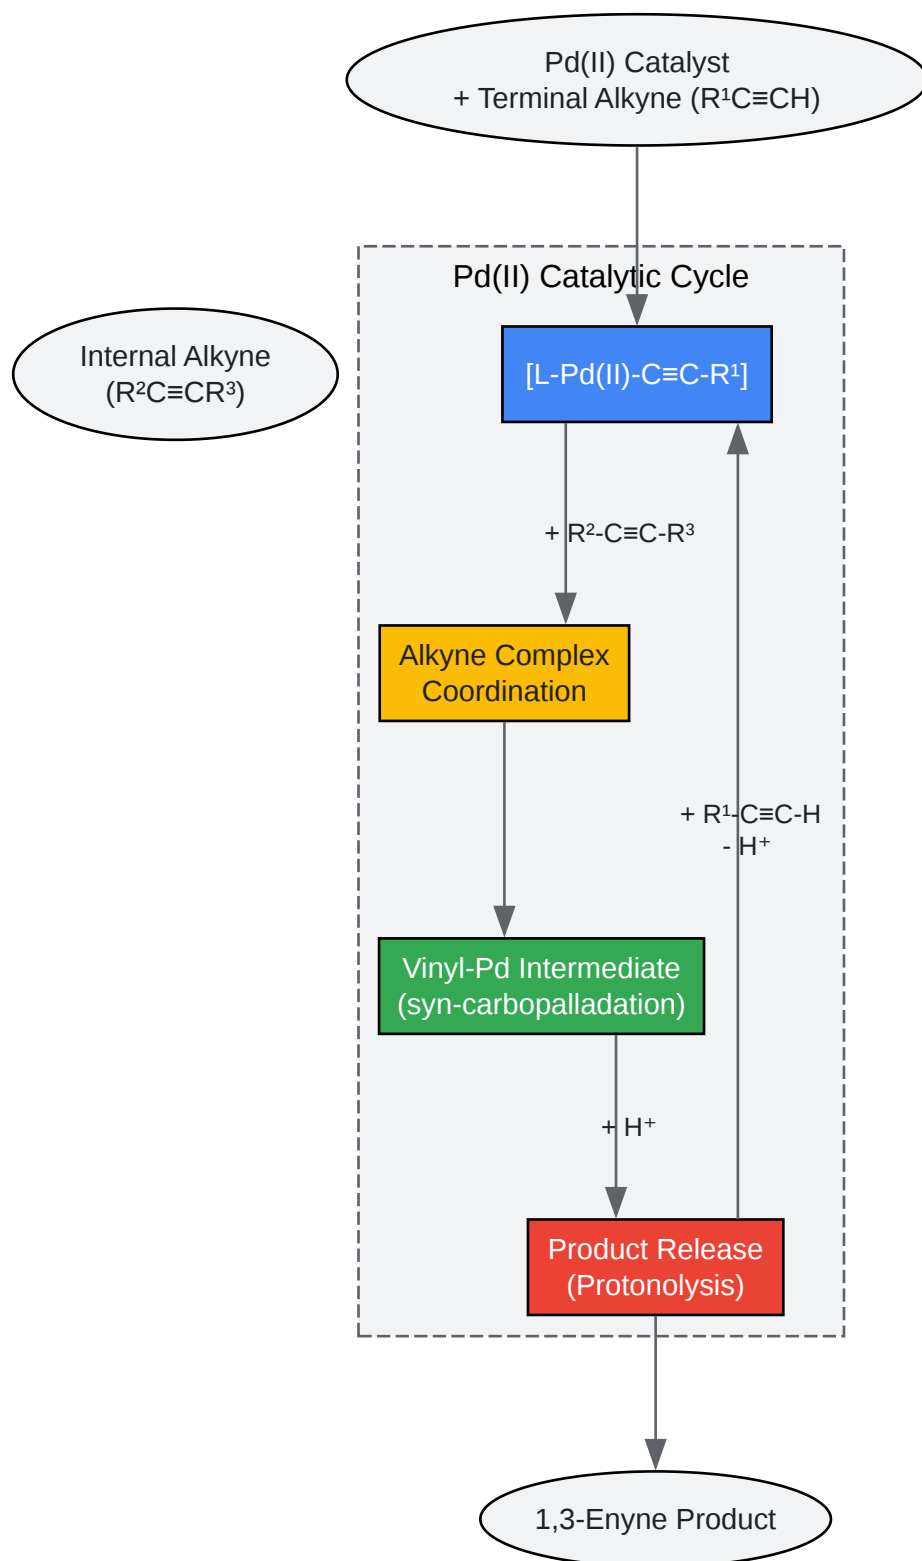 Pd(II) Catalyst
+ Terminal Alkyne (R¹C≡CH)
Pd(II) Catalytic Cycle
Internal Alkyne
(R²C≡CR³)
[L-Pd(II)-C≡C-R¹]
+ R²-C≡C-R³
Alkyne Complex
Coordination
+ R¹-C≡C-H
- H⁺
Vinyl-Pd Intermediate
(syn-carbopalladation)
+ H⁺
Product Release
(Protonolysis)
1,3-Enyne Product